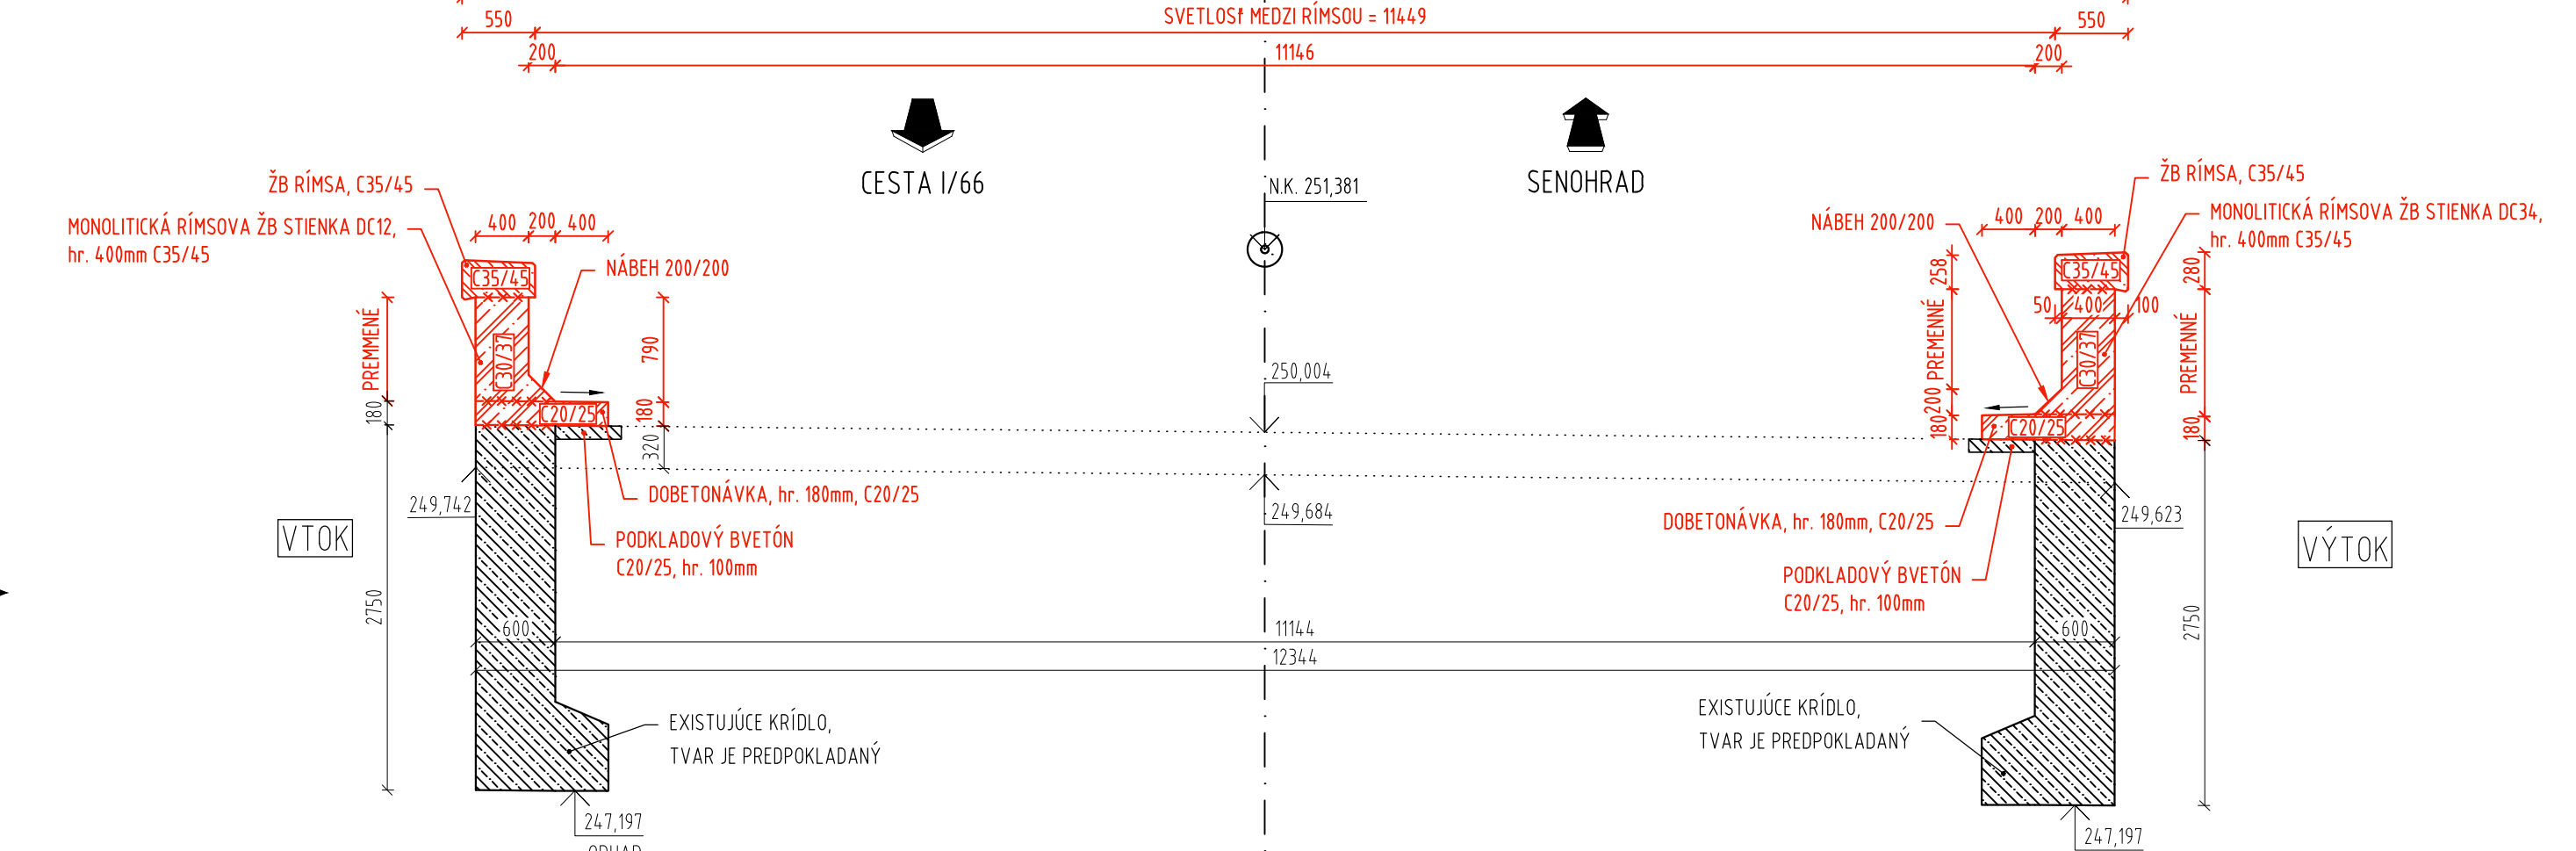 550
SVETLOSŤ MEDZI RÍMSOU = 11449
550
200
11146
200
CESTA I/66
N.K. 251,381
SENOHRAD
ŽB RÍMSA, C35/45
MONOLITICKÁ RÍMSOVA ŽB STIENKA DC12,
hr. 400mm C35/45
400 200 400
NÁBEH 200/200
C35/45
C30/37
C20/25
PREMMENÉ
180
790
180
320
249,742
VTOK
2750
DOBETONÁVKA, hr. 180mm, C20/25
PODKLADOVÝ BVETÓN
C20/25, hr. 100mm
250,004
249,684
600
11144
600
12344
EXISTUJÚCE KRÍDLO,
TVAR JE PREDPOKLADANÝ
247,197
ŽB RÍMSA, C35/45
MONOLITICKÁ RÍMSOVA ŽB STIENKA DC34,
hr. 400mm C35/45
NÁBEH 200/200
400 200 400
C35/45
258
280
50 400 100
PREMENNÉ
C30/37
PREMENNÉ
200
180
C20/25
180
249,623
DOBETONÁVKA, hr. 180mm, C20/25
PODKLADOVÝ BVETÓN
C20/25, hr. 100mm
VÝTOK
2750
EXISTUJÚCE KRÍDLO,
TVAR JE PREDPOKLADANÝ
247,197